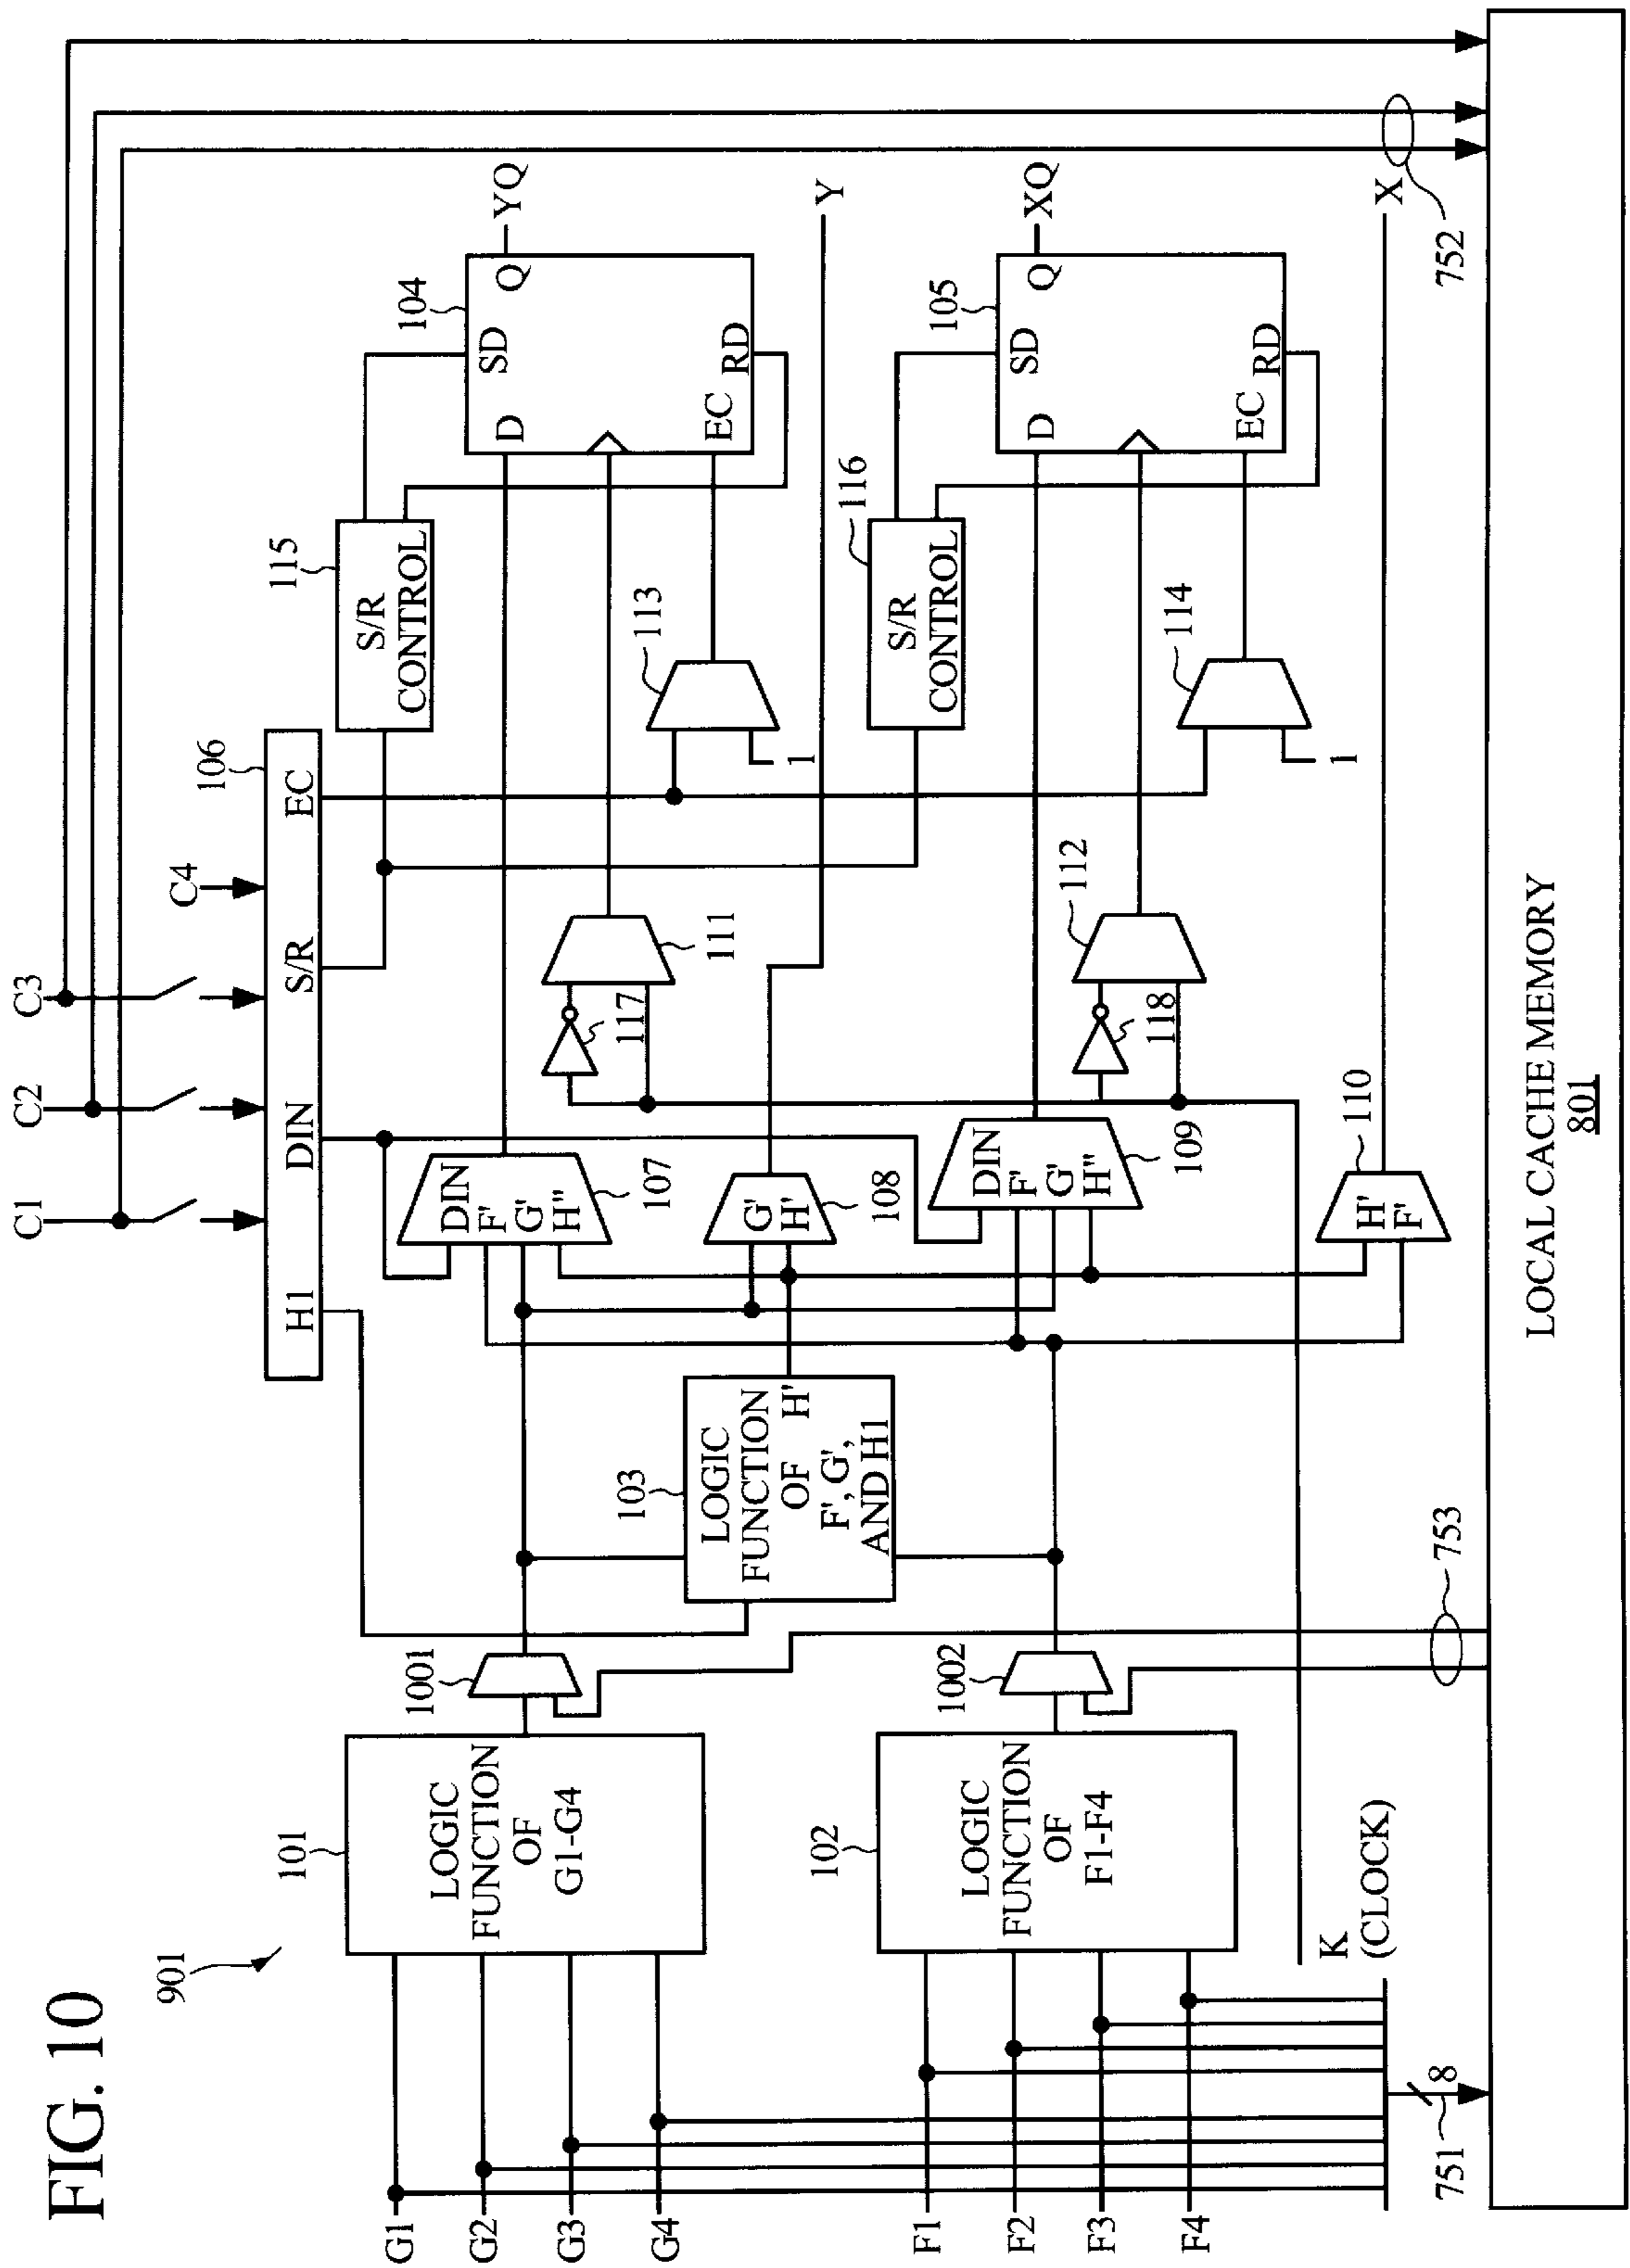 FIG. 10
901
C1
C2
C3
C4
H1
DIN
S/R
EC
106
G1
G2
G3
G4
101
LOGIC
FUNCTION
OF
G1-G4
1001
103
LOGIC
FUNCTION
OF H'
F', G',
AND H1
DIN
F'
G'
H"
107
G'
H'
108
117
111
115
S/R
CONTROL
113
1
104
SD
D
Q
EC
RD
YQ
Y
F1
F2
F3
F4
102
LOGIC
FUNCTION
OF
F1-F4
1002
DIN
F'
G'
H"
109
H'
F'
110
118
112
116
S/R
CONTROL
114
1
105
SD
D
Q
EC
RD
XQ
X
K
(CLOCK)
751
8
753
752
LOCAL CACHE MEMORY
801